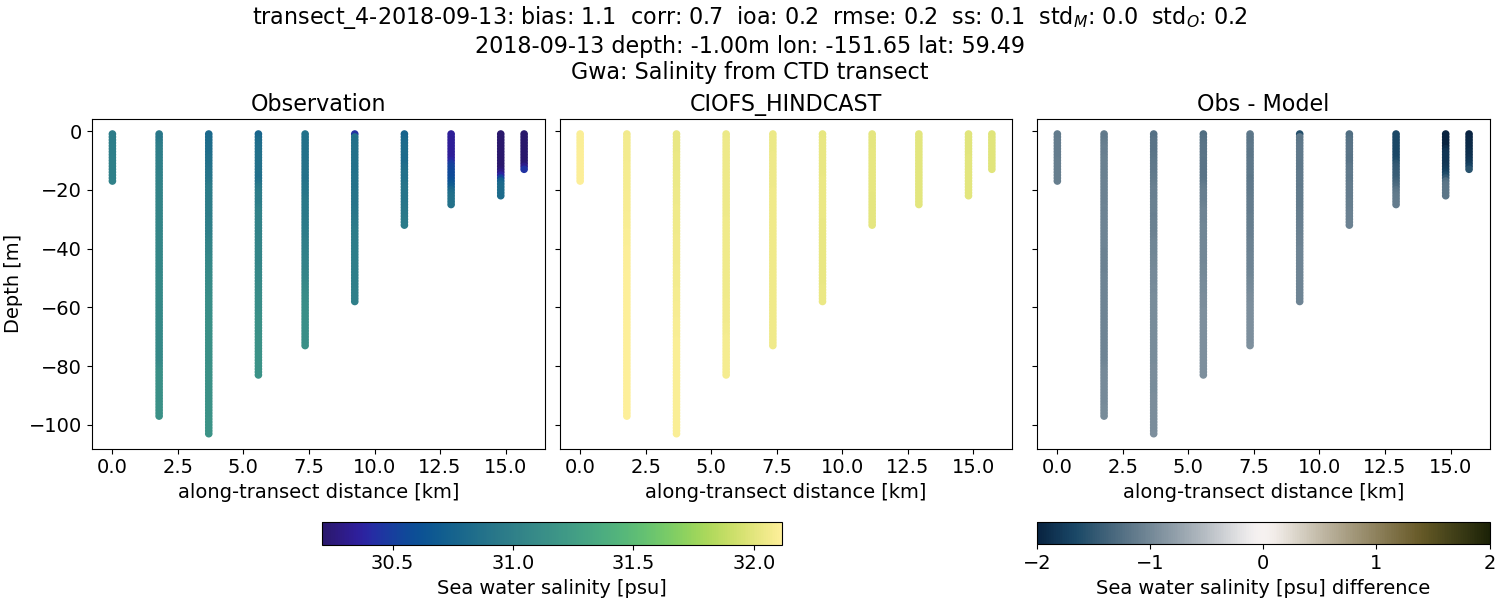 transect_4-2018-09-13: bias: 1.1  corr: 0.7  ioa: 0.2  rmse: 0.2  ss: 0.1  std_M: 0.0  std_O: 0.2
2018-09-13 depth: -1.00m lon: -151.65 lat: 59.49
Gwa: Salinity from CTD transect
Observation
CIOFS_HINDCAST
Obs - Model
Depth [m]
0
−20
−40
−60
−80
−100
0.0 2.5 5.0 7.5 10.0 12.5 15.0
0.0 2.5 5.0 7.5 10.0 12.5 15.0
0.0 2.5 5.0 7.5 10.0 12.5 15.0
along-transect distance [km]
along-transect distance [km]
along-transect distance [km]
30.5 31.0 31.5 32.0
Sea water salinity [psu]
−2 −1 0 1 2
Sea water salinity [psu] difference